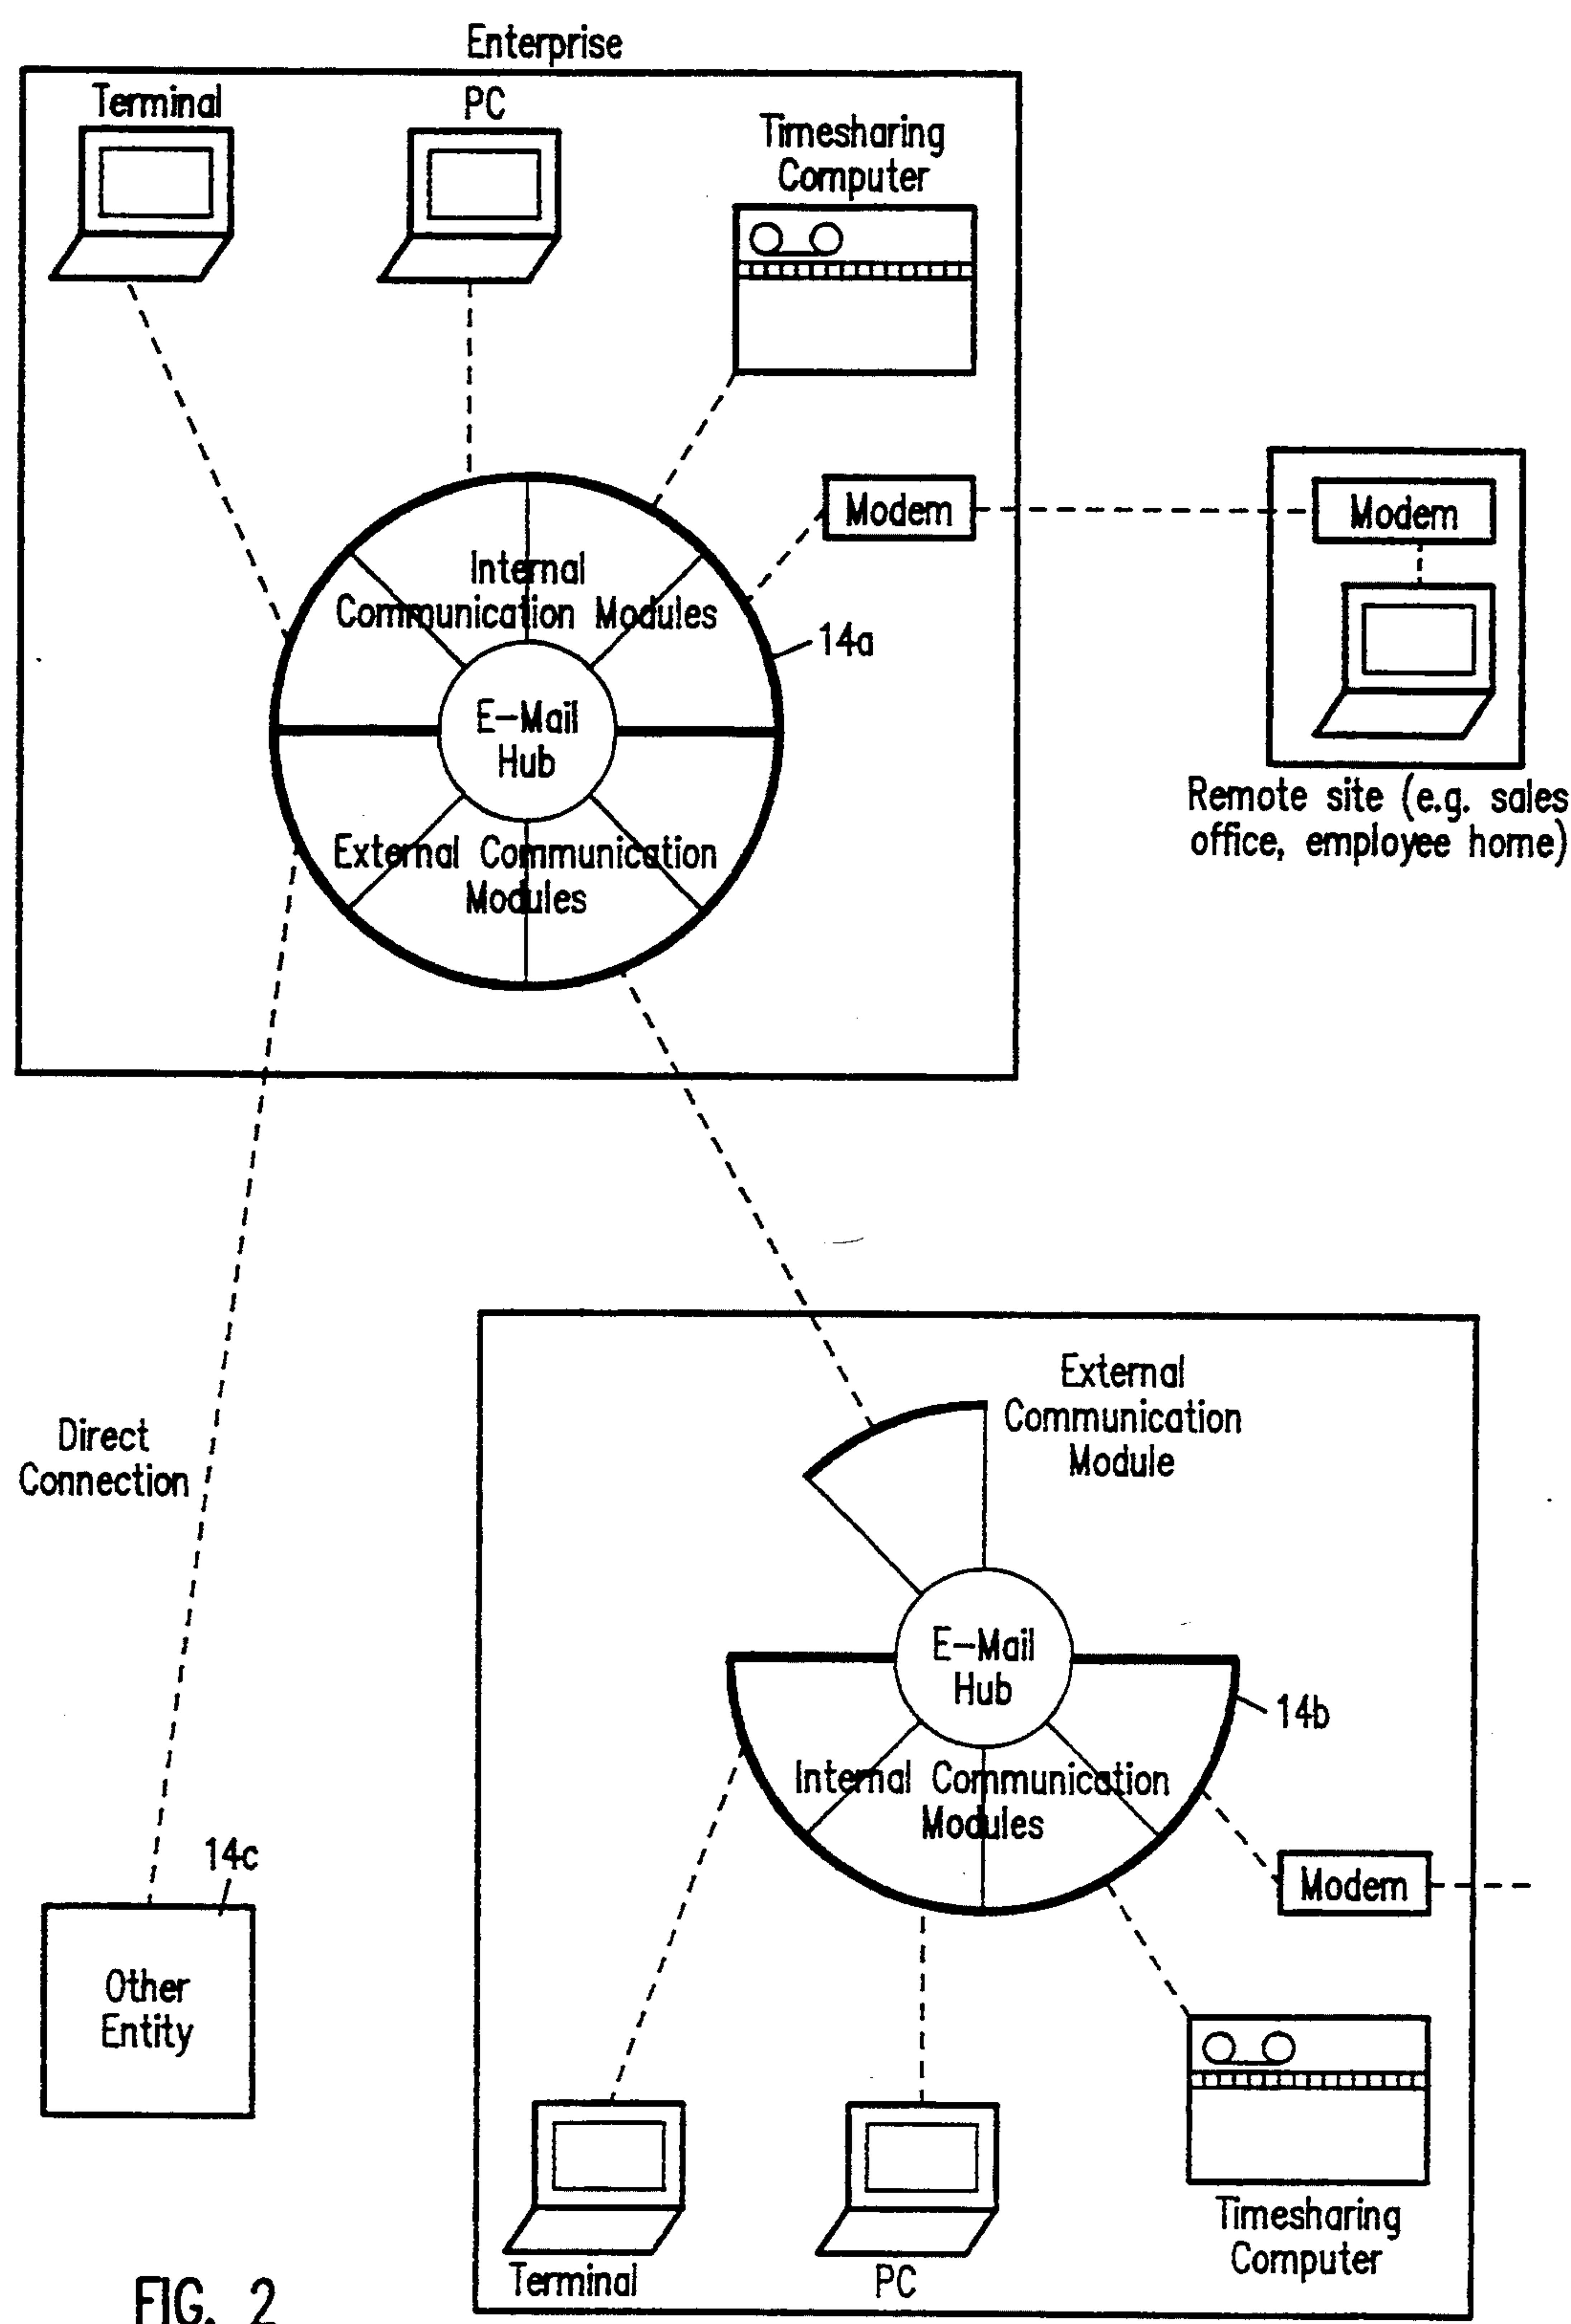 Enterprise
Terminal
PC
Timesharing
Computer
Modem
Modem
Internal
Communication Modules
14a
E-Mail
Hub
External Communication
Modules
Remote site (e.g. sales
office, employee home)
Direct
Connection
External
Communication
Module
E-Mail
Hub
14b
Internal Communication
Modules
Modem
14c
Other
Entity
Terminal
PC
Timesharing
Computer
FIG. 2